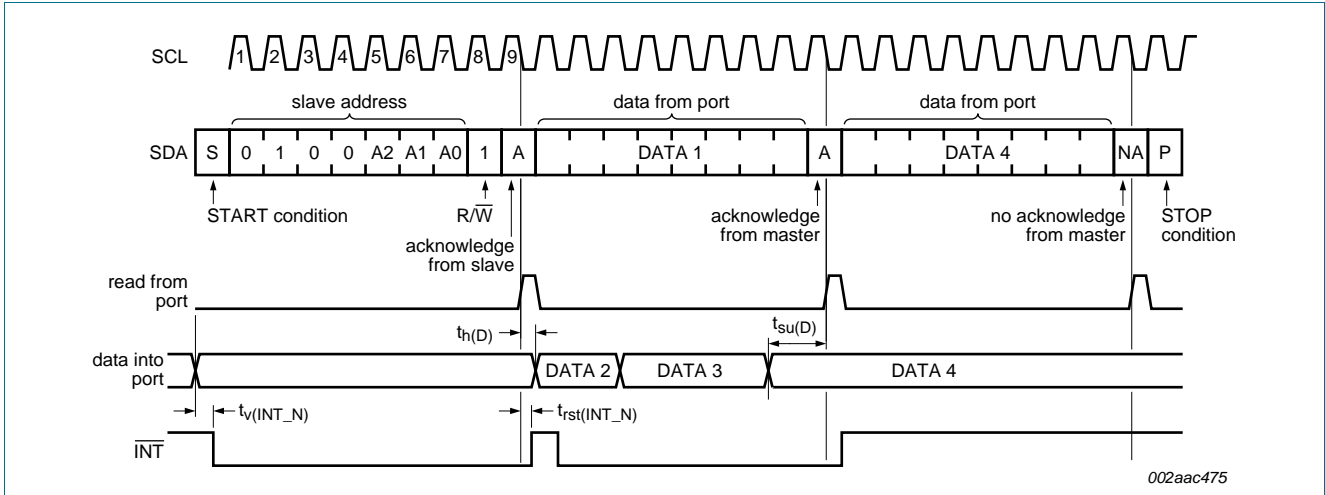 SCL 1 2 3 4 5 6 7 8 9
slave address data from port data from port
SDA S 0 1 0 0 A2 A1 A0 1 A DATA 1 A DATA 4 NA P
START condition
R/W̅
acknowledge
from slave
acknowledge
from master
no acknowledge
from master
STOP
condition
read from
port
th(D)
tsu(D)
data into
port
DATA 2 DATA 3 DATA 4
tv(INT_N)
trst(INT_N)
I̅N̅T̅
002aac475